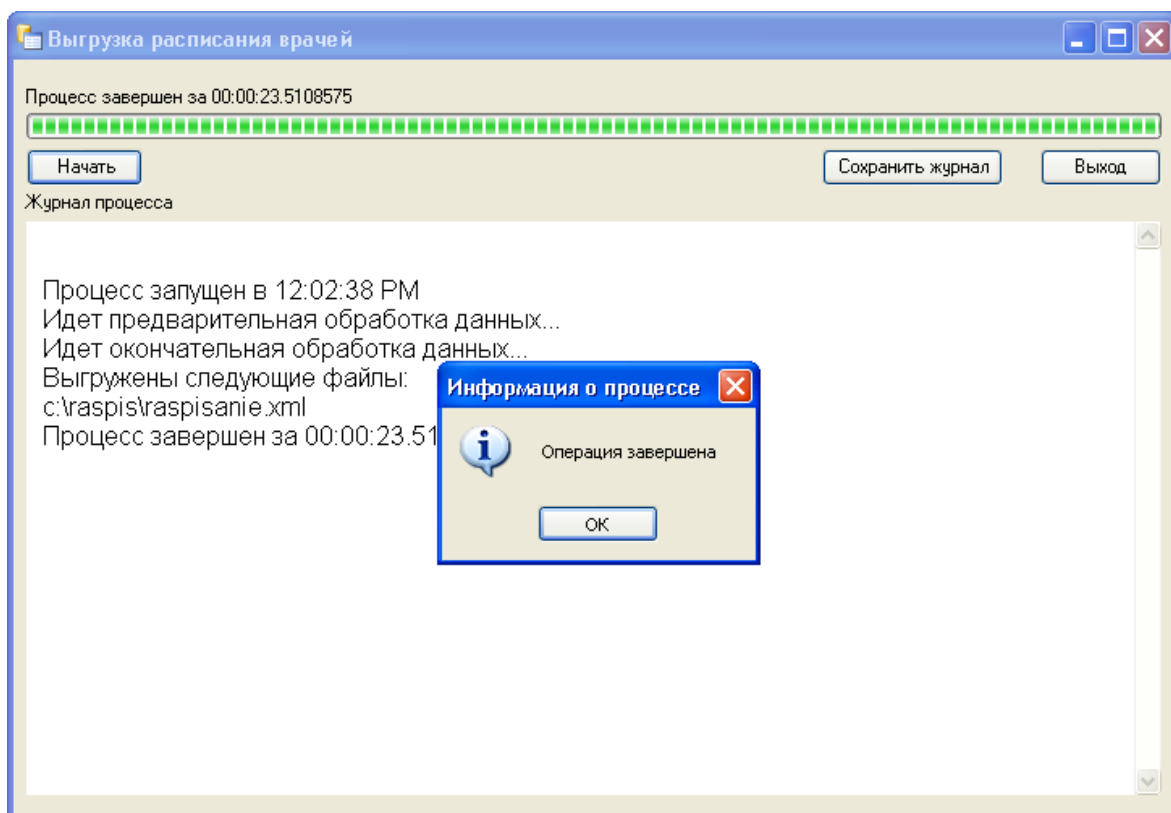 Выгрузка расписания врачей
Процесс завершен за 00:00:23.5108575
Начать
Сохранить журнал
Выход
Журнал процесса
Процесс запущен в 12:02:38 PM
Идет предварительная обработка данных...
Идет окончательная обработка данных...
Выгружены следующие файлы:
c:\raspis\raspisanie.xml
Процесс завершен за 00:00:23.51
Информация о процессе
Операция завершена
OK